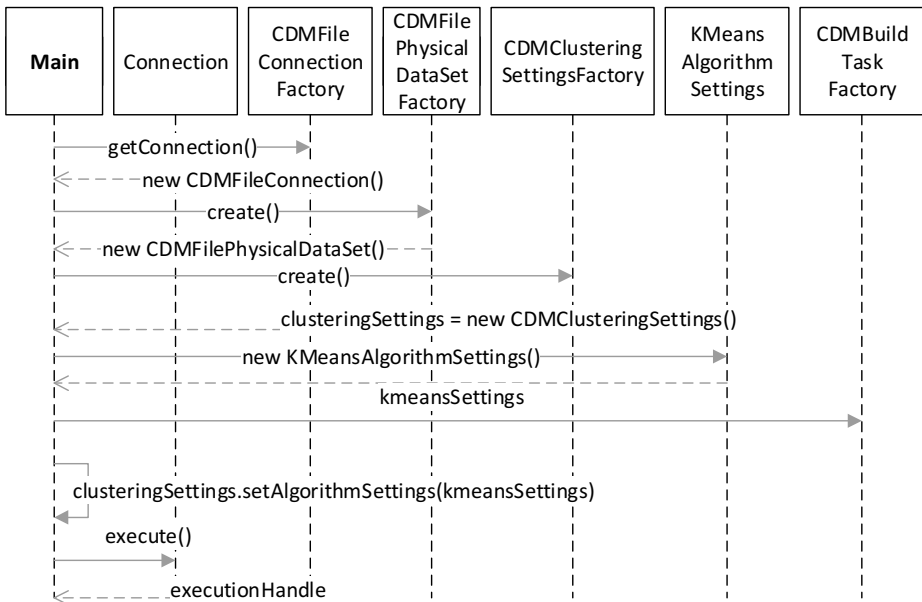 Main
Connection
CDMFile
Connection
Factory
CDMFile
Physical
DataSet
Factory
CDMClustering
SettingsFactory
KMeans
Algorithm
Settings
CDMBuild
Task
Factory
getConnection()
new CDMFileConnection()
create()
new CDMFilePhysicalDataSet()
create()
clusteringSettings = new CDMClusteringSettings()
new KMeansAlgorithmSettings()
kmeansSettings
clusteringSettings.setAlgorithmSettings(kmeansSettings)
execute()
executionHandle